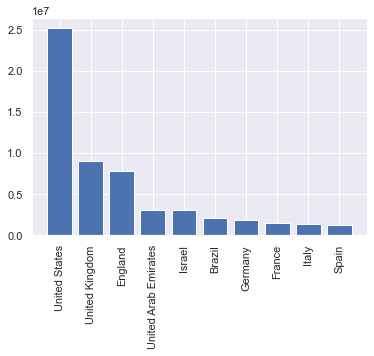 1e7
2.5
2.0
1.5
1.0
0.5
0.0
United States
United Kingdom
England
United Arab Emirates
Israel
Brazil
Germany
France
Italy
Spain